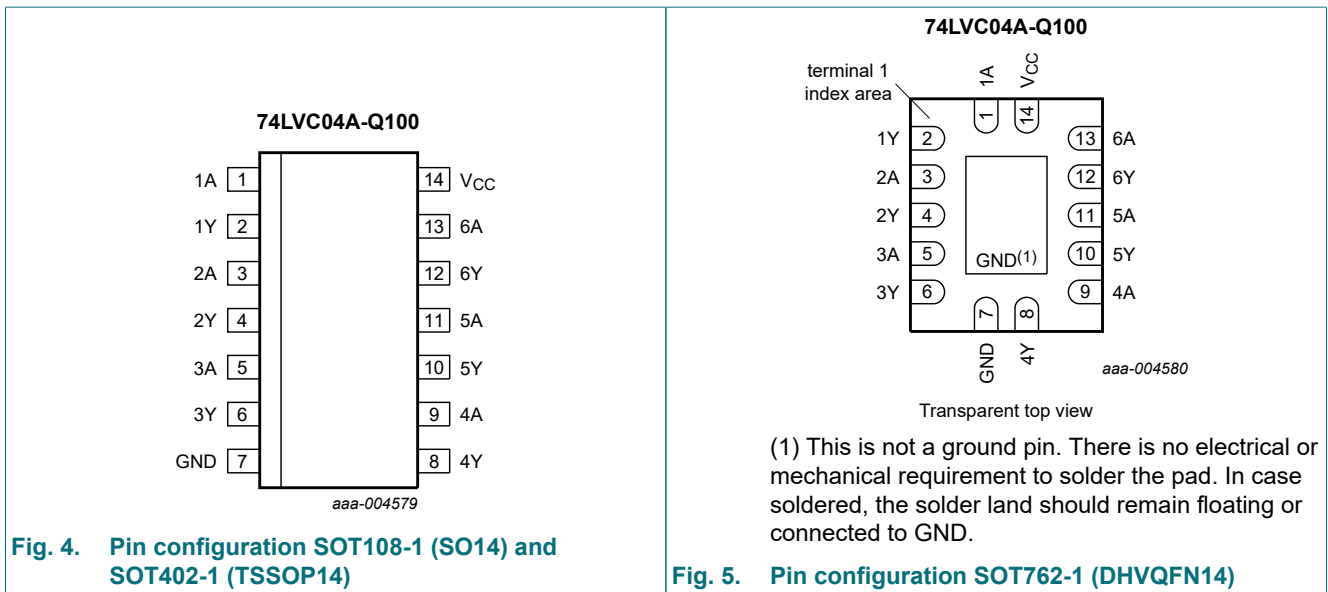 74LVC04A-Q100
1A 1 14 VCC
1Y 2 13 6A
2A 3 12 6Y
2Y 4 11 5A
3A 5 10 5Y
3Y 6 9 4A
GND 7 8 4Y
aaa-004579
Fig. 4. Pin configuration SOT108-1 (SO14) and
SOT402-1 (TSSOP14)
74LVC04A-Q100
terminal 1
index area
1A VCC
1 14
1Y 2 13 6A
2A 3 12 6Y
2Y 4 11 5A
3A 5 GND(1) 10 5Y
3Y 6 9 4A
7 8
GND 4Y
aaa-004580
Transparent top view
(1) This is not a ground pin. There is no electrical or
mechanical requirement to solder the pad. In case
soldered, the solder land should remain floating or
connected to GND.
Fig. 5. Pin configuration SOT762-1 (DHVQFN14)